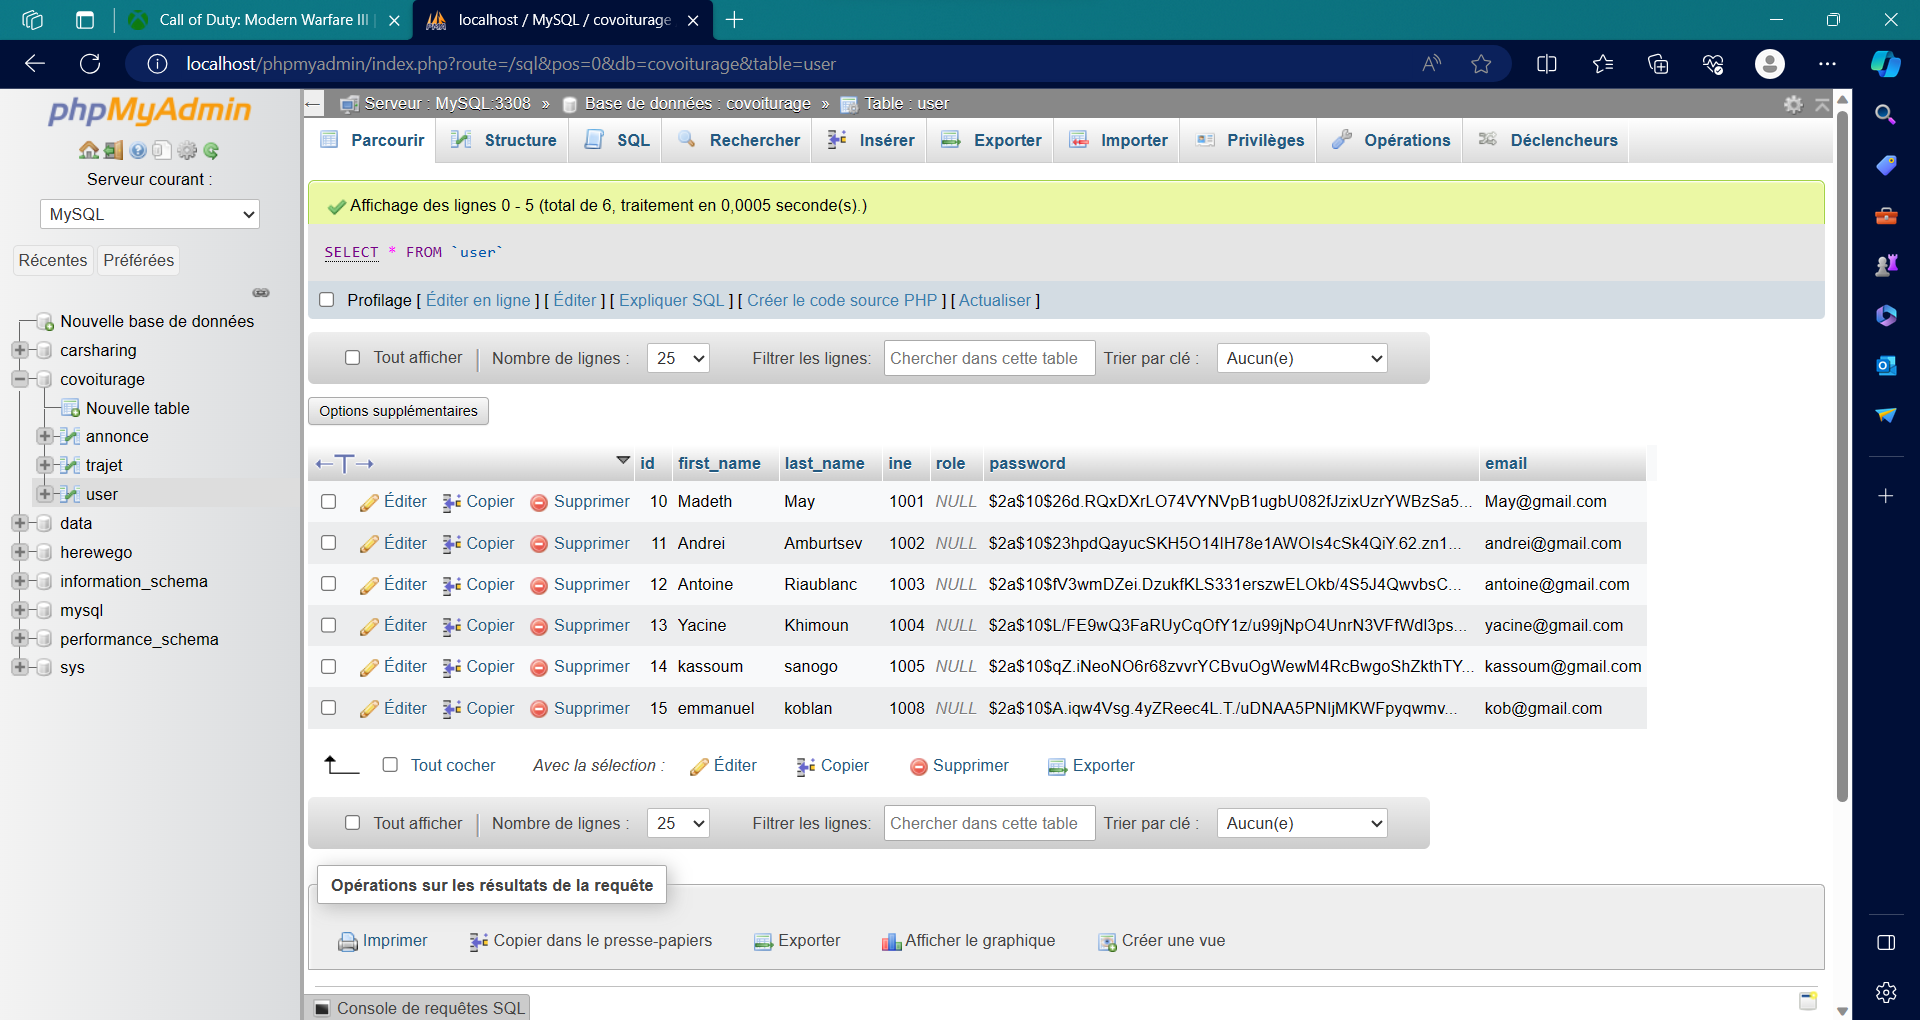 Call of Duty: Modern Warfare III
localhost / MySQL / covoiturage
localhost/phpmyadmin/index.php?route=/sql&pos=0&db=covoiturage&table=user
phpMyAdmin
Serveur courant :
MySQL
Récentes Préférées
Nouvelle base de données
carsharing
covoiturage
Nouvelle table
annonce
trajet
user
data
herewego
information_schema
mysql
performance_schema
sys
Serveur : MySQL:3308 » Base de données : covoiturage » Table : user
Parcourir Structure SQL Rechercher Insérer Exporter Importer Privilèges Opérations Déclencheurs
Affichage des lignes 0 - 5 (total de 6, traitement en 0,0005 seconde(s).)
SELECT * FROM `user`
Profilage [ Éditer en ligne ] [ Éditer ] [ Expliquer SQL ] [ Créer le code source PHP ] [ Actualiser ]
Tout afficher | Nombre de lignes : 25 Filtrer les lignes: Chercher dans cette table Trier par clé : Aucun(e)
Options supplémentaires
←T→ id first_name last_name ine role password email
Éditer Copier Supprimer 10 Madeth May 1001 NULL $2a$10$26d.RQxDXrLO74VYNVpB1ugbU082fJzixUzrYWBzSa5... May@gmail.com
Éditer Copier Supprimer 11 Andrei Amburtsev 1002 NULL $2a$10$23hpdQayucSKH5O14IH78e1AWOIs4cSk4QiY.62.zn1... andrei@gmail.com
Éditer Copier Supprimer 12 Antoine Riaublanc 1003 NULL $2a$10$fV3wmDZei.DzukfKLS331erszwELOkb/4S5J4QwvbsC... antoine@gmail.com
Éditer Copier Supprimer 13 Yacine Khimoun 1004 NULL $2a$10$L/FE9wQ3FaRUyCqOfY1z/u99jNpO4UnrN3VFfWdl3ps... yacine@gmail.com
Éditer Copier Supprimer 14 kassoum sanogo 1005 NULL $2a$10$qZ.iNeoNO6r68zvvrYCBvuOgWewM4RcBwgoShZkthTY... kassoum@gmail.com
Éditer Copier Supprimer 15 emmanuel koblan 1008 NULL $2a$10$A.iqw4Vsg.4yZReec4L.T./uDNAA5PNIjMKWFpyqwmv... kob@gmail.com
Tout cocher Avec la sélection : Éditer Copier Supprimer Exporter
Tout afficher | Nombre de lignes : 25 Filtrer les lignes: Chercher dans cette table Trier par clé : Aucun(e)
Opérations sur les résultats de la requête
Imprimer Copier dans le presse-papiers Exporter Afficher le graphique Créer une vue
Console de requêtes SQL